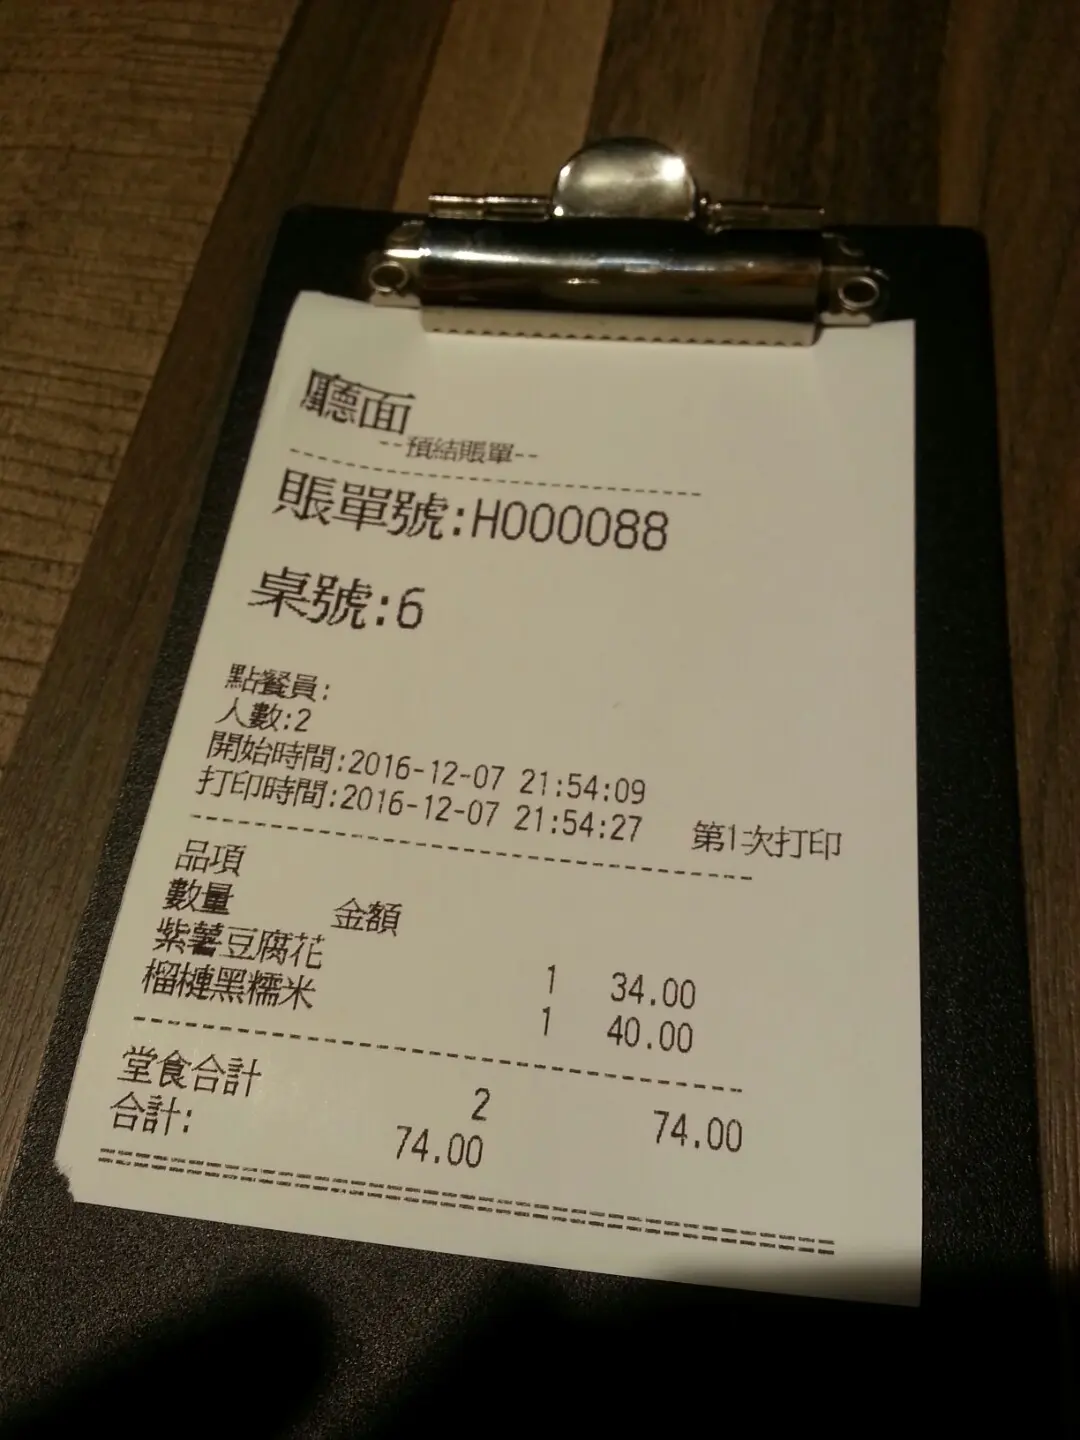 廳面
--預結賬單--
賬單號:H000088
桌號:6
點餐員:
人數:2
開始時間:2016-12-07 21:54:09
打印時間:2016-12-07 21:54:27 第1次打印
品項
數量 金額
紫薯豆腐花 1 34.00
榴槤黑糯米 1 40.00
堂食合計 2 74.00
合計: 74.00